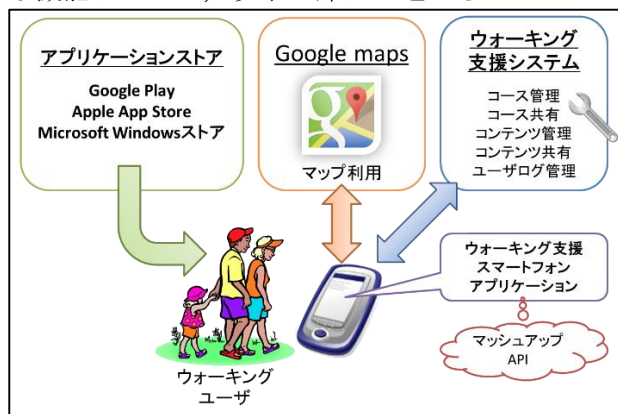 アプリケーションストア
Google Play
Apple App Store
Microsoft Windowsストア
Google maps
マップ利用
ウォーキング
支援システム
コース管理
コース共有
コンテンツ管理
コンテンツ共有
ユーザログ管理
ウォーキング
ユーザ
ウォーキング支援
スマートフォン
アプリケーション
マッシュアップ
API